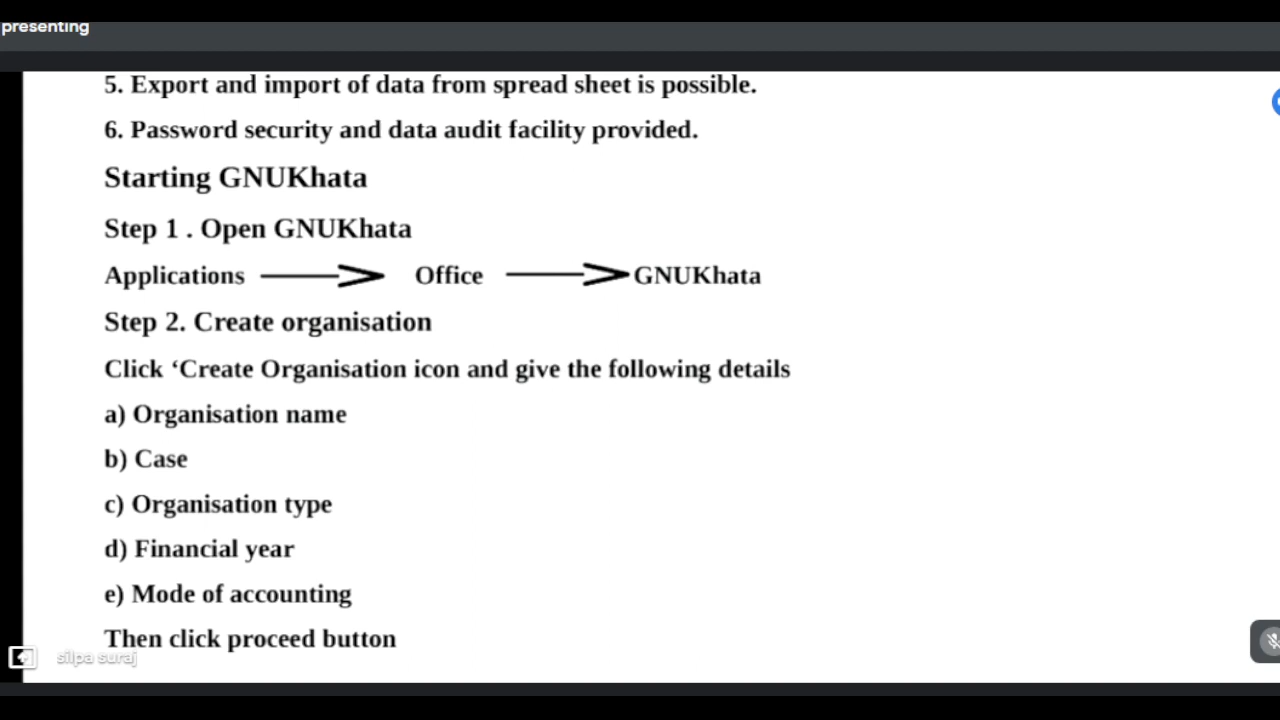 presenting
5. Export and import of data from spread sheet is possible.
6. Password security and data audit facility provided.
Starting GNUKhata
Step 1 . Open GNUKhata
Applications Office GNUKhata
Step 2. Create organisation
Click ‘Create Organisation icon and give the following details
a) Organisation name
b) Case
c) Organisation type
d) Financial year
e) Mode of accounting
Then click proceed button
silpa suraj